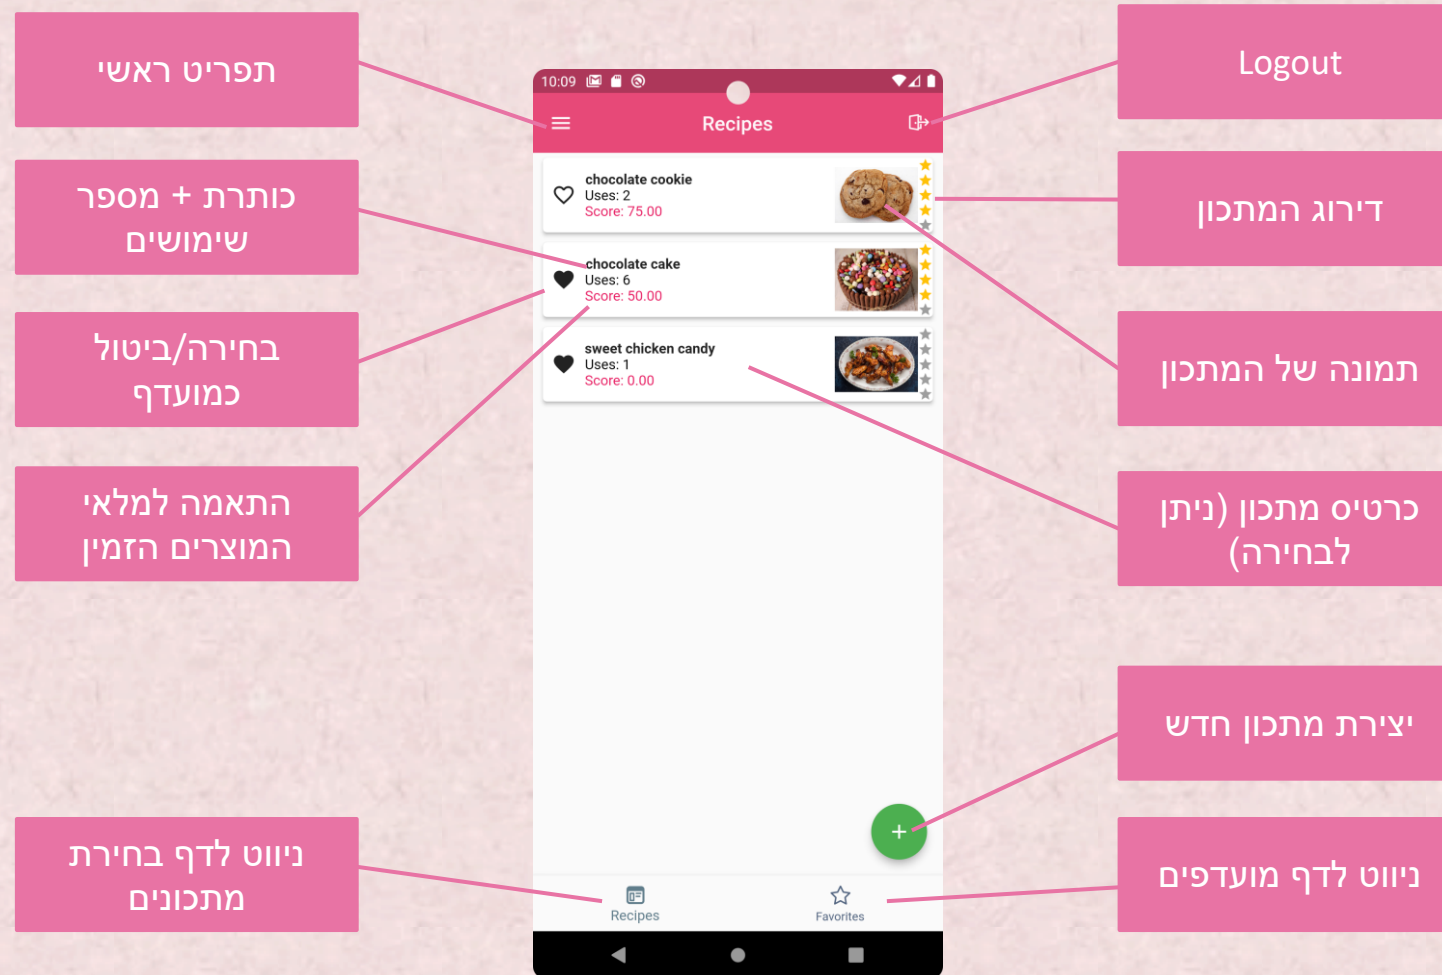 תפריט ראשי
כותרת + מספר
שימושים
בחירה/ביטול
כמועדף
התאמה למלאי
המוצרים הזמין
ניווט לדף בחירת
מתכונים
10:09
Recipes
chocolate cookie
Uses: 2
Score: 75.00
chocolate cake
Uses: 6
Score: 50.00
sweet chicken candy
Uses: 1
Score: 0.00
Recipes
Favorites
Logout
דירוג המתכון
תמונה של המתכון
כרטיס מתכון (ניתן
לבחירה)
יצירת מתכון חדש
ניווט לדף מועדפים